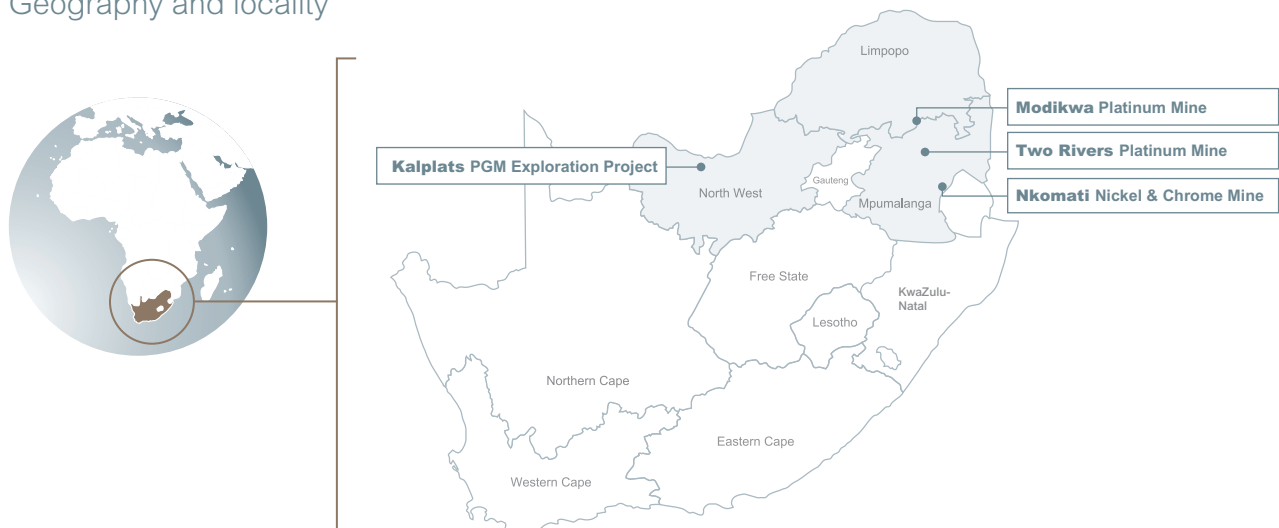 Geography and locality
Limpopo
Modikwa Platinum Mine
Two Rivers Platinum Mine
Kalplats PGM Exploration Project
Gauteng
North West
Nkomati Nickel & Chrome Mine
Mpumalanga
Free State
KwaZulu-
Natal
Lesotho
Northern Cape
Eastern Cape
Western Cape